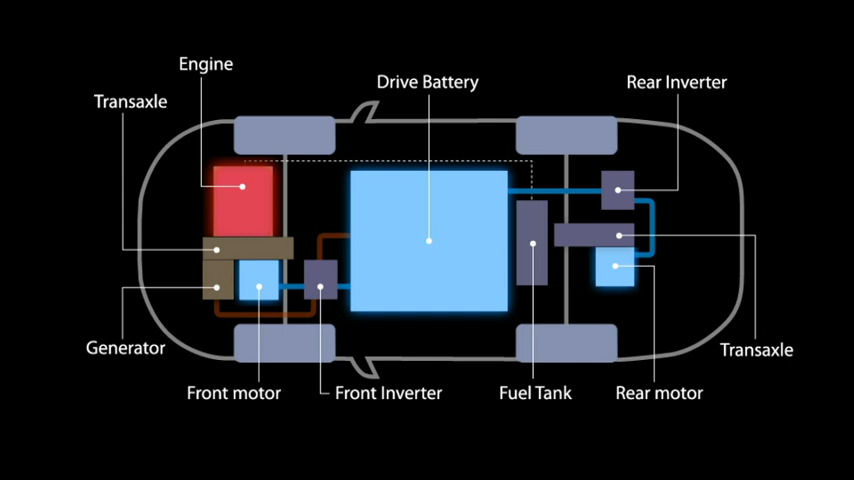 Engine
Drive Battery
Rear Inverter
Transaxle
Generator
Transaxle
Front motor
Front Inverter
Fuel Tank
Rear motor